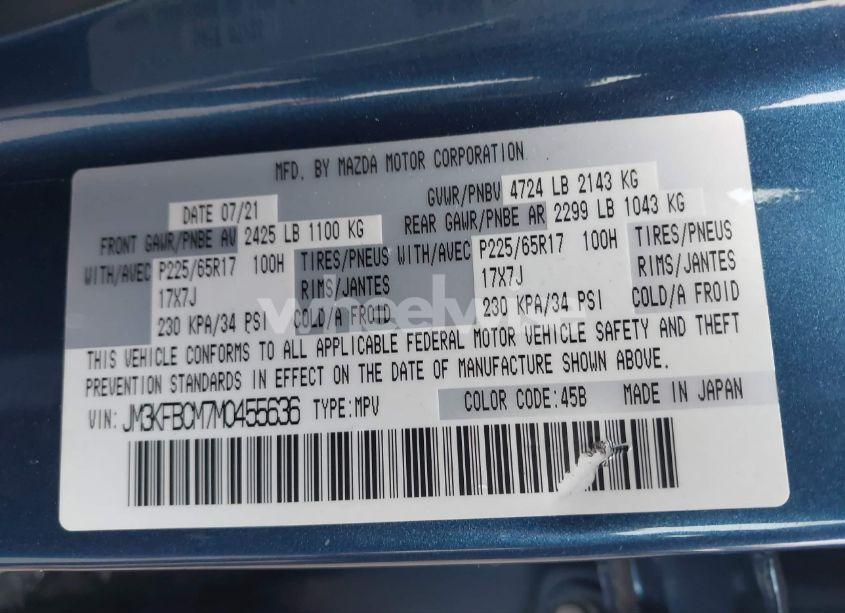 MFD. BY MAZDA MOTOR CORPORATION
DATE 07/21 GVWR/PNBV 4724 LB 2143 KG
FRONT GAWR/PNBE AV 2425 LB 1100 KG REAR GAWR/PNBE AR 2299 LB 1043 KG
WITH/AVEC P225/65R17 100H TIRES/PNEUS WITH/AVEC P225/65R17 100H TIRES/PNEUS
17X7J RIMS/JANTES 17X7J RIMS/JANTES
230 KPA/34 PSI COLD/A FROID 230 KPA/34 PSI COLD/A FROID
THIS VEHICLE CONFORMS TO ALL APPLICABLE FEDERAL MOTOR VEHICLE SAFETY AND THEFT
PREVENTION STANDARDS IN EFFECT ON THE DATE OF MANUFACTURE SHOWN ABOVE.
VIN: JM3KFBCM7M0455636 TYPE:MPV COLOR CODE:45B MADE IN JAPAN